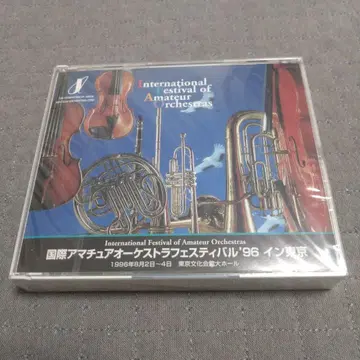 International
Festival of
Amateur
Orchestras
International Festival of Amateur Orchestras
国際アマチュアオーケストラフェスティバル'96 イン東京
1996年8月2日~4日 東京文化会館大ホール